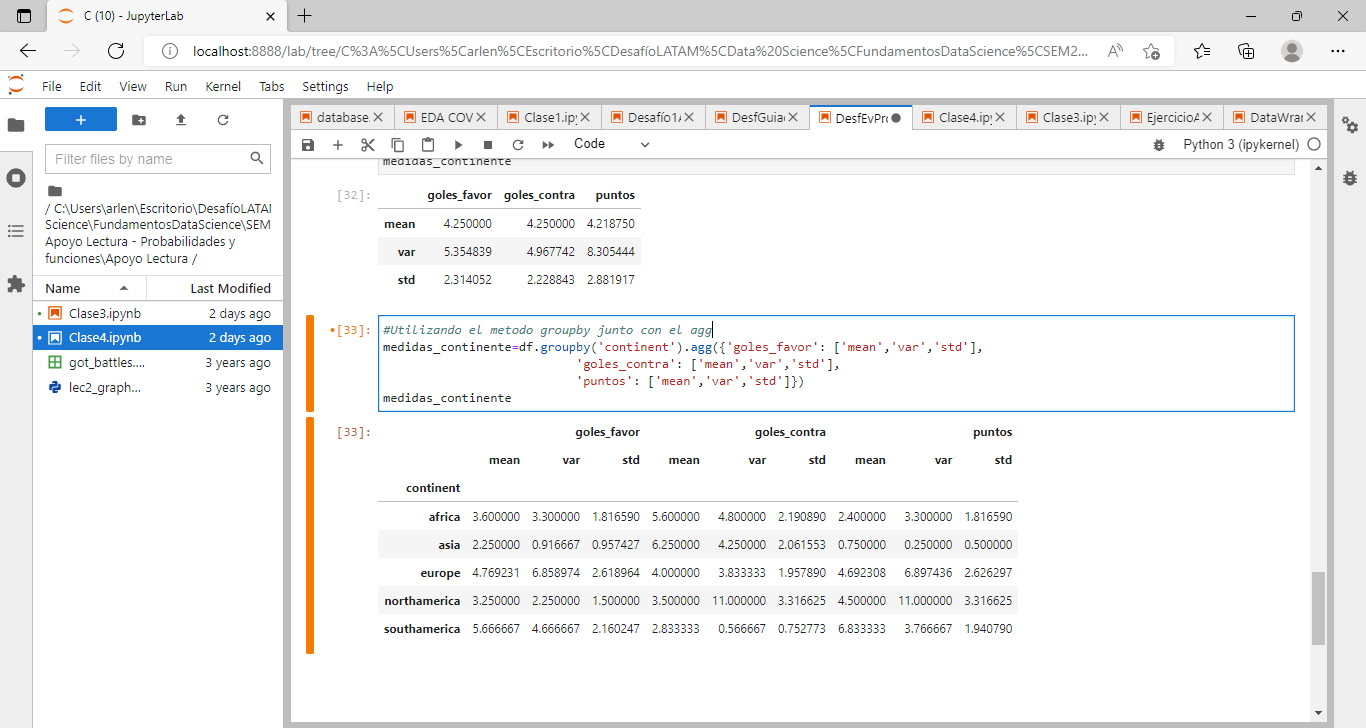 C (10) - JupyterLab
localhost:8888/lab/tree/C%3A%5CUsers%5Carlen%5CEscritorio%5CDesafíoLATAM%5CData%20Science%5CFundamentosDataScience%5CSEM2...
File Edit View Run Kernel Tabs Settings Help
database EDA COV Clase1.ipy Desafío1 DesfGuia DesfEvPro Clase4.ipy Clase3.ipy Ejercicio DataWran
Code Python 3 (ipykernel)
Filter files by name
/ C:\Users\arlen\Escritorio\DesafíoLATAM
Science\FundamentosDataScience\SEM
Apoyo Lectura - Probabilidades y
funciones\Apoyo Lectura /
Name Last Modified
Clase3.ipynb 2 days ago
Clase4.ipynb 2 days ago
got_battles.... 3 years ago
lec2_graph... 3 years ago
medidas_continente
[32]:
goles_favor goles_contra puntos
mean 4.250000 4.250000 4.218750
var 5.354839 4.967742 8.305444
std 2.314052 2.228843 2.881917
[33]: #Utilizando el metodo groupby junto con el agg
medidas_continente=df.groupby('continent').agg({'goles_favor': ['mean','var','std'],
'goles_contra': ['mean','var','std'],
'puntos': ['mean','var','std']})
medidas_continente
[33]: goles_favor goles_contra puntos
mean var std mean var std mean var std
continent
africa 3.600000 3.300000 1.816590 5.600000 4.800000 2.190890 2.400000 3.300000 1.816590
asia 2.250000 0.916667 0.957427 6.250000 4.250000 2.061553 0.750000 0.250000 0.500000
europe 4.769231 6.858974 2.618964 4.000000 3.833333 1.957890 4.692308 6.897436 2.626297
northamerica 3.250000 2.250000 1.500000 3.500000 11.000000 3.316625 4.500000 11.000000 3.316625
southamerica 5.666667 4.666667 2.160247 2.833333 0.566667 0.752773 6.833333 3.766667 1.940790